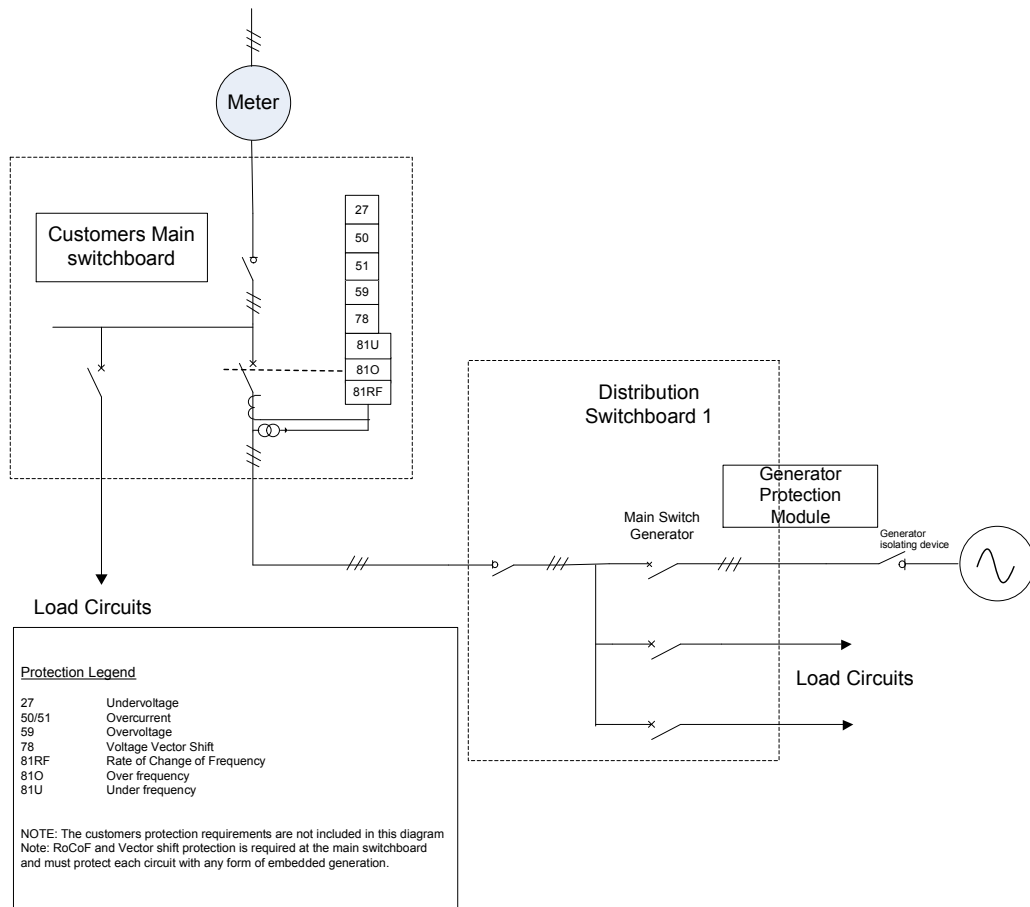 Meter
Customers Main
switchboard
27
50
51
59
78
81U
81O
81RF
Distribution
Switchboard 1
Generator
Protection
Module
Main Switch
Generator
Generator
isolating device
Load Circuits
Load Circuits
Protection Legend
27 Undervoltage
50/51 Overcurrent
59 Overvoltage
78 Voltage Vector Shift
81RF Rate of Change of Frequency
81O Over frequency
81U Under frequency
NOTE: The customers protection requirements are not included in this diagram
Note: RoCoF and Vector shift protection is required at the main switchboard
and must protect each circuit with any form of embedded generation.